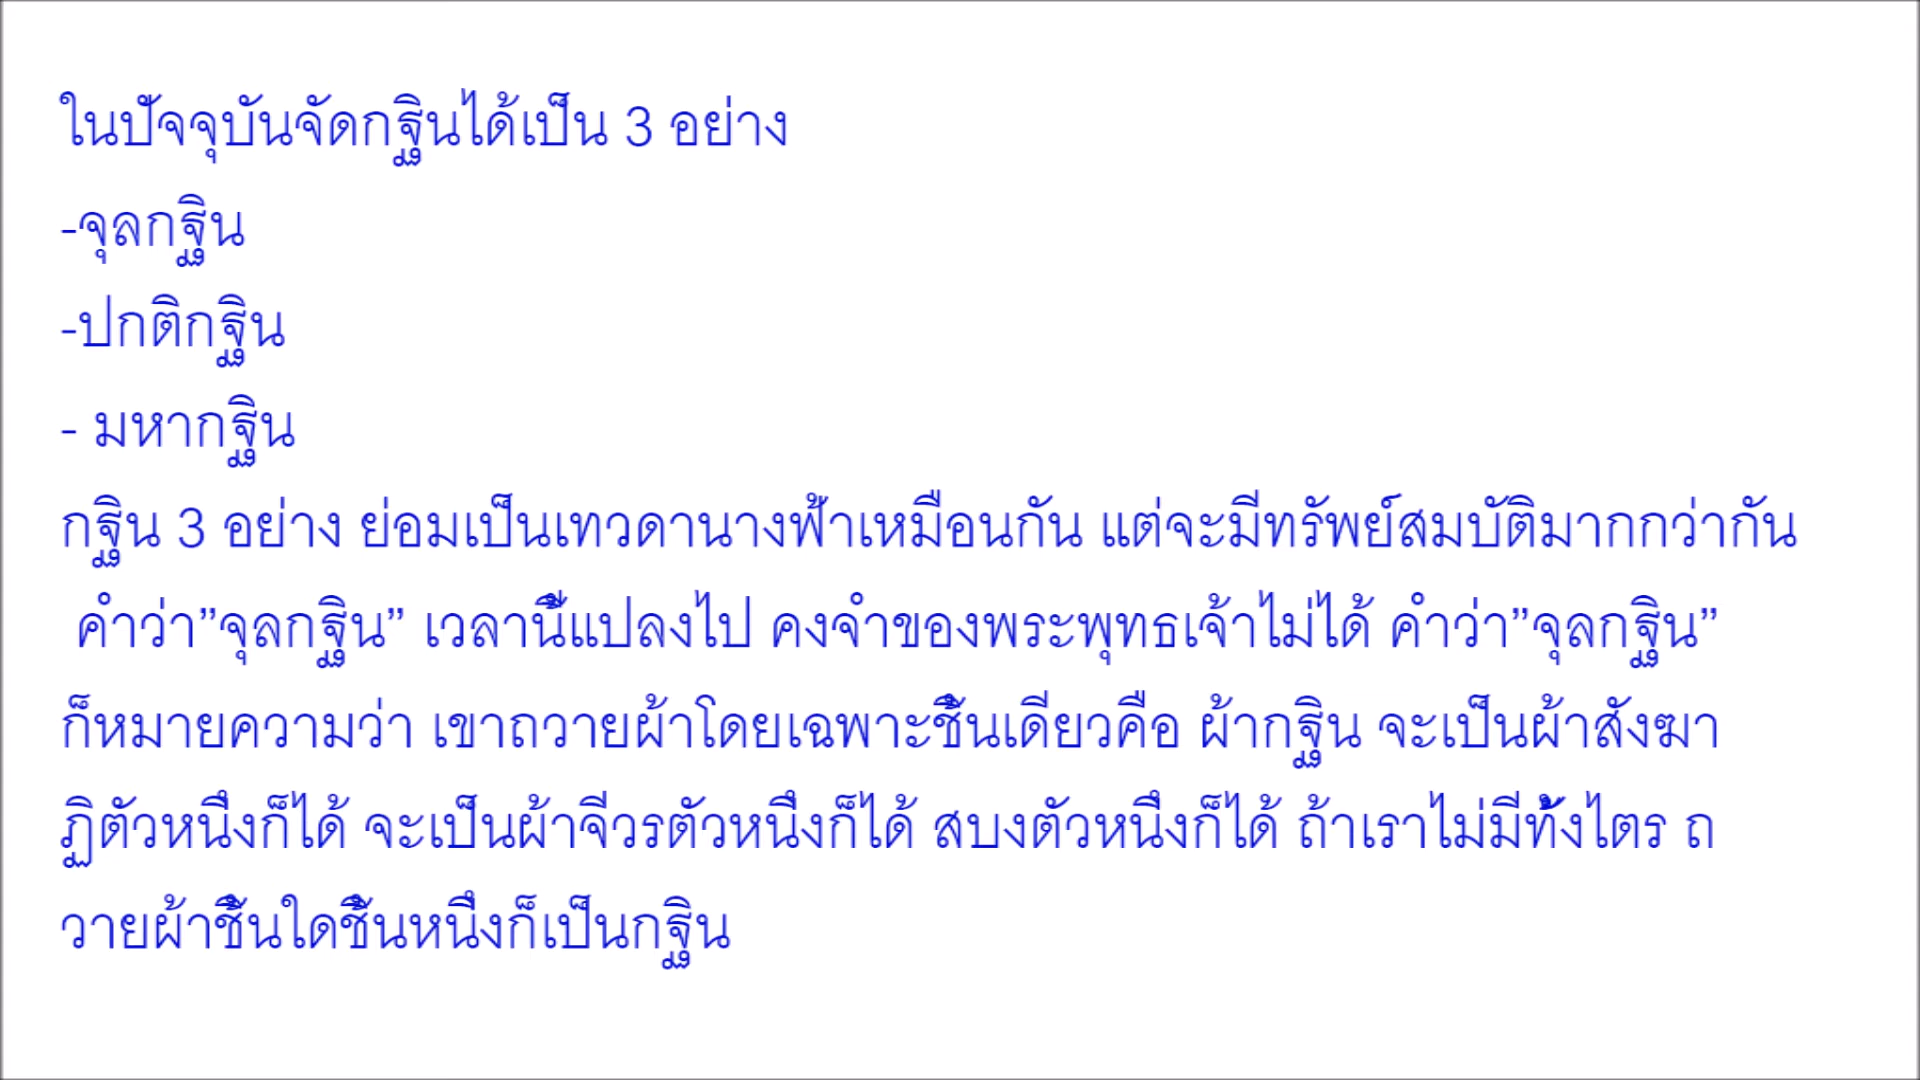 ในปัจจุบันจัดกฐินได้เป็น 3 อย่าง
-จุลกฐิน
-ปกติกฐิน
- มหากฐิน
กฐิน 3 อย่าง ย่อมเป็นเทวดานางฟ้าเหมือนกัน แต่จะมีทรัพย์สมบัติมากกว่ากัน
คำว่า”จุลกฐิน” เวลานี้แปลงไป คงจำของพระพุทธเจ้าไม่ได้ คำว่า”จุลกฐิน”
ก็หมายความว่า เขาถวายผ้าโดยเฉพาะชิ้นเดียวคือ ผ้ากฐิน จะเป็นผ้าสังฆา
ฏิตัวหนึ่งก็ได้ จะเป็นผ้าจีวรตัวหนึ่งก็ได้ สบงตัวหนึ่งก็ได้ ถ้าเราไม่มีทั้งไตร ถ
วายผ้าชิ้นใดชิ้นหนึ่งก็เป็นกฐิน